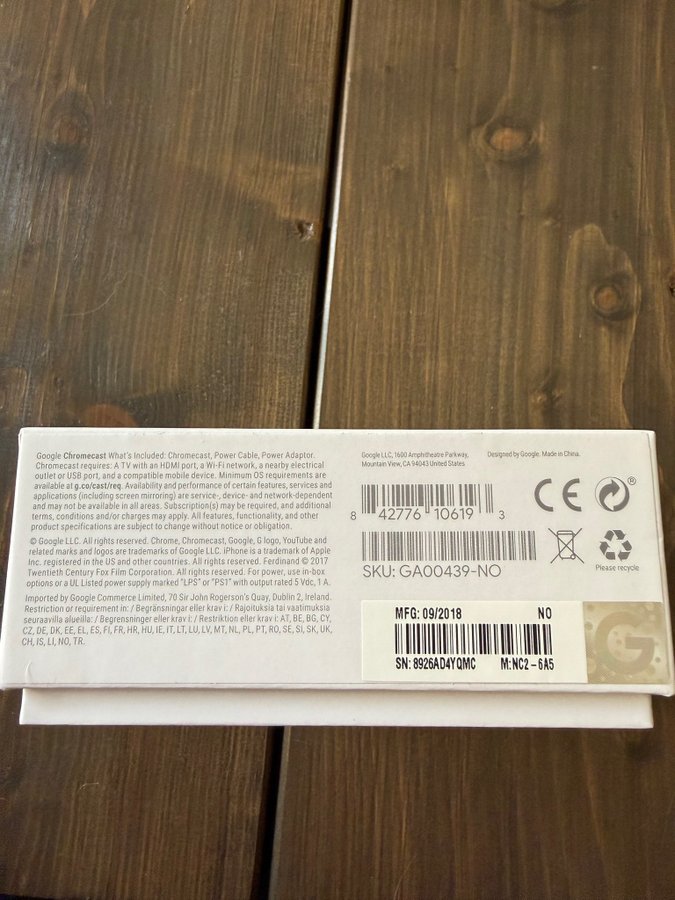 Google Chromecast What's Included: Chromecast, Power Cable, Power Adaptor.
Chromecast requires: A TV with an HDMI port, a Wi-Fi network, a nearby electrical
outlet or USB port, and a compatible mobile device. Minimum OS requirements are
available at g.co/cast/req. Availability and performance of certain features, services and
applications (including screen mirroring) are service-, device- and network-dependent
and may not be available in all areas. Subscription(s) may be required, and additional
terms, conditions and/or charges may apply. All features, functionality, and other
product specifications are subject to change without notice or obligation.
© Google LLC. All rights reserved. Chrome, Chromecast, Google, G logo, YouTube and
related marks and logos are trademarks of Google LLC. iPhone is a trademark of Apple
Inc. registered in the US and other countries. All rights reserved. Ferdinand © 2017
Twentieth Century Fox Film Corporation. All rights reserved. For power, use in-box
options or a UL Listed power supply marked "LPS" or "PS1" with output rated 5 Vdc, 1 A.
Imported by Google Commerce Limited, 70 Sir John Rogerson's Quay, Dublin 2, Ireland.
Restriction or requirement in: / Begränsningar eller krav i: / Rajoituksia tai vaatimuksia
seuraavilla alueilla: / Begrensninger eller krav i: / Restriktion eller krav i: AT, BE, BG, CY,
CZ, DE, DK, EE, EL, ES, FI, FR, HR, HU, IE, IT, LT, LU, LV, MT, NL, PL, PT, RO, SE, SI, SK, UK,
CH, IS, LI, NO, TR.
Google LLC, 1600 Amphitheatre Parkway,
Mountain View, CA 94043 United States
Designed by Google. Made in China.
8 42776 10619 3
CE
®
SKU: GA00439-NO
Please recycle
MFG: 09/2018 NO
SN: 8926AD4YQMC M:NC2-6A5
G